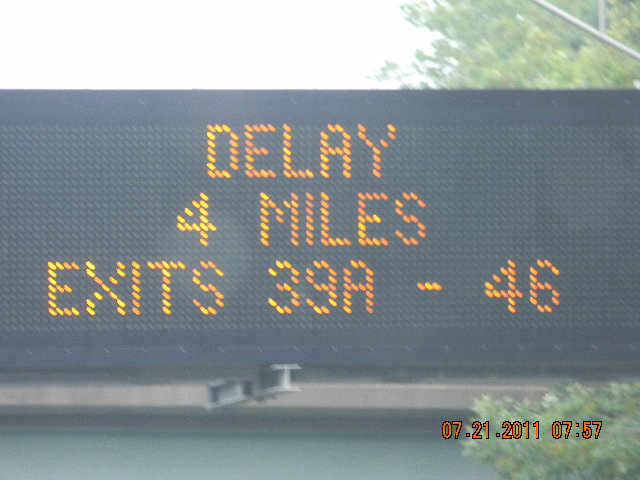 DELAY
4 MILES
EXITS 39A - 46
07.21.2011 07:57